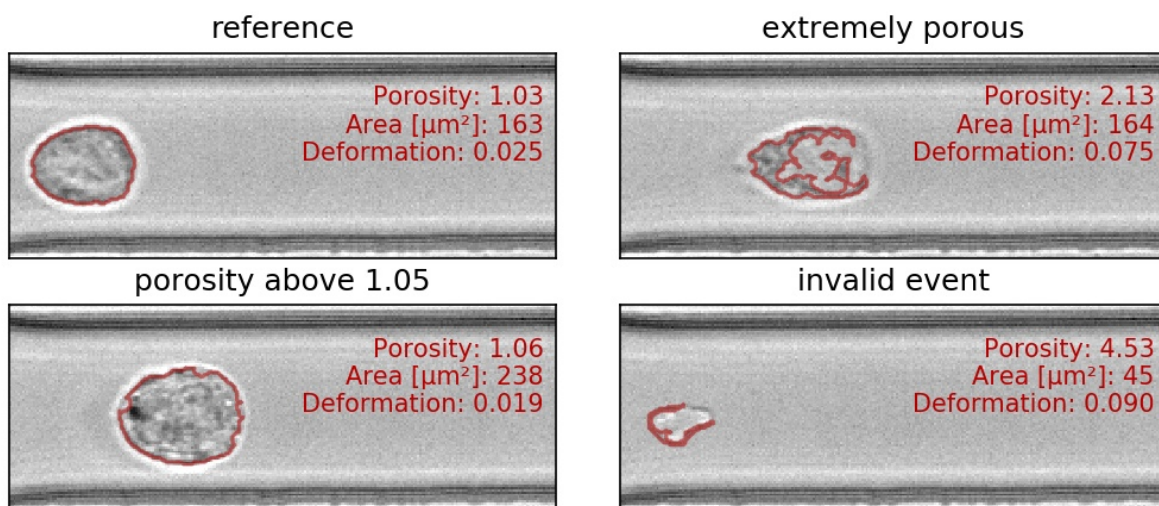 reference
Porosity: 1.03
Area [µm²]: 163
Deformation: 0.025
extremely porous
Porosity: 2.13
Area [µm²]: 164
Deformation: 0.075
porosity above 1.05
Porosity: 1.06
Area [µm²]: 238
Deformation: 0.019
invalid event
Porosity: 4.53
Area [µm²]: 45
Deformation: 0.090